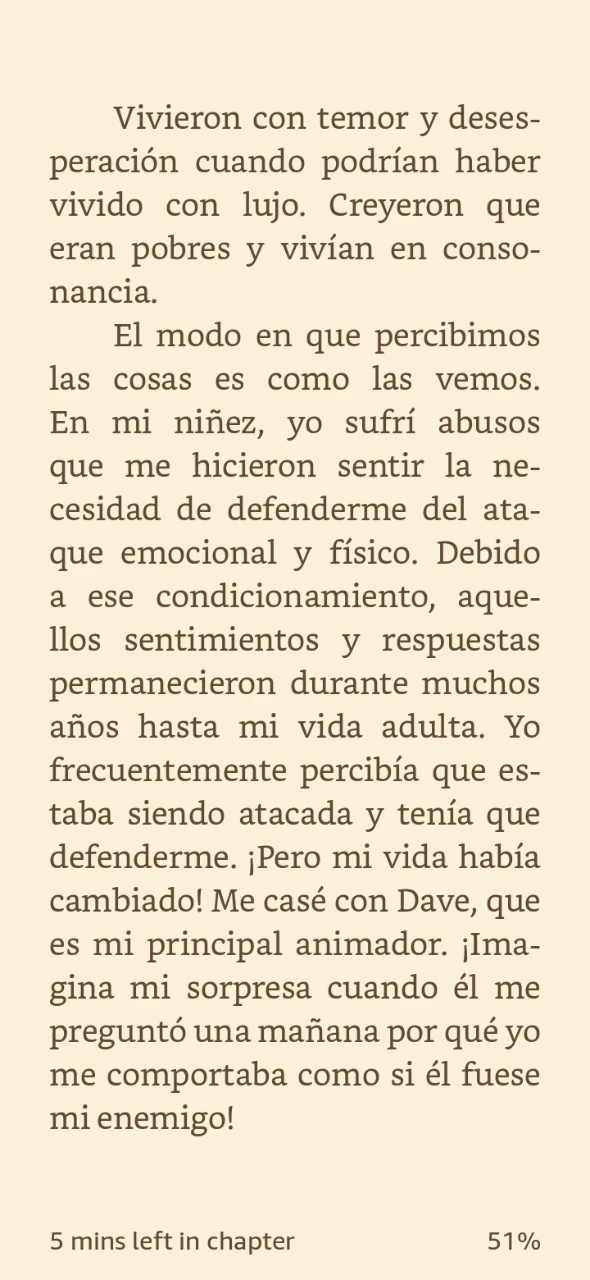 Vivieron con temor y deses-
peración cuando podrían haber
vivido con lujo. Creyeron que
eran pobres y vivían en conso-
nancia.
El modo en que percibimos
las cosas es como las vemos.
En mi niñez, yo sufrí abusos
que me hicieron sentir la ne-
cesidad de defenderme del ata-
que emocional y físico. Debido
a ese condicionamiento, aque-
llos sentimientos y respuestas
permanecieron durante muchos
años hasta mi vida adulta. Yo
frecuentemente percibía que es-
taba siendo atacada y tenía que
defenderme. ¡Pero mi vida había
cambiado! Me casé con Dave, que
es mi principal animador. ¡Ima-
gina mi sorpresa cuando él me
preguntó una mañana por qué yo
me comportaba como si él fuese
mi enemigo!
5 mins left in chapter 51%